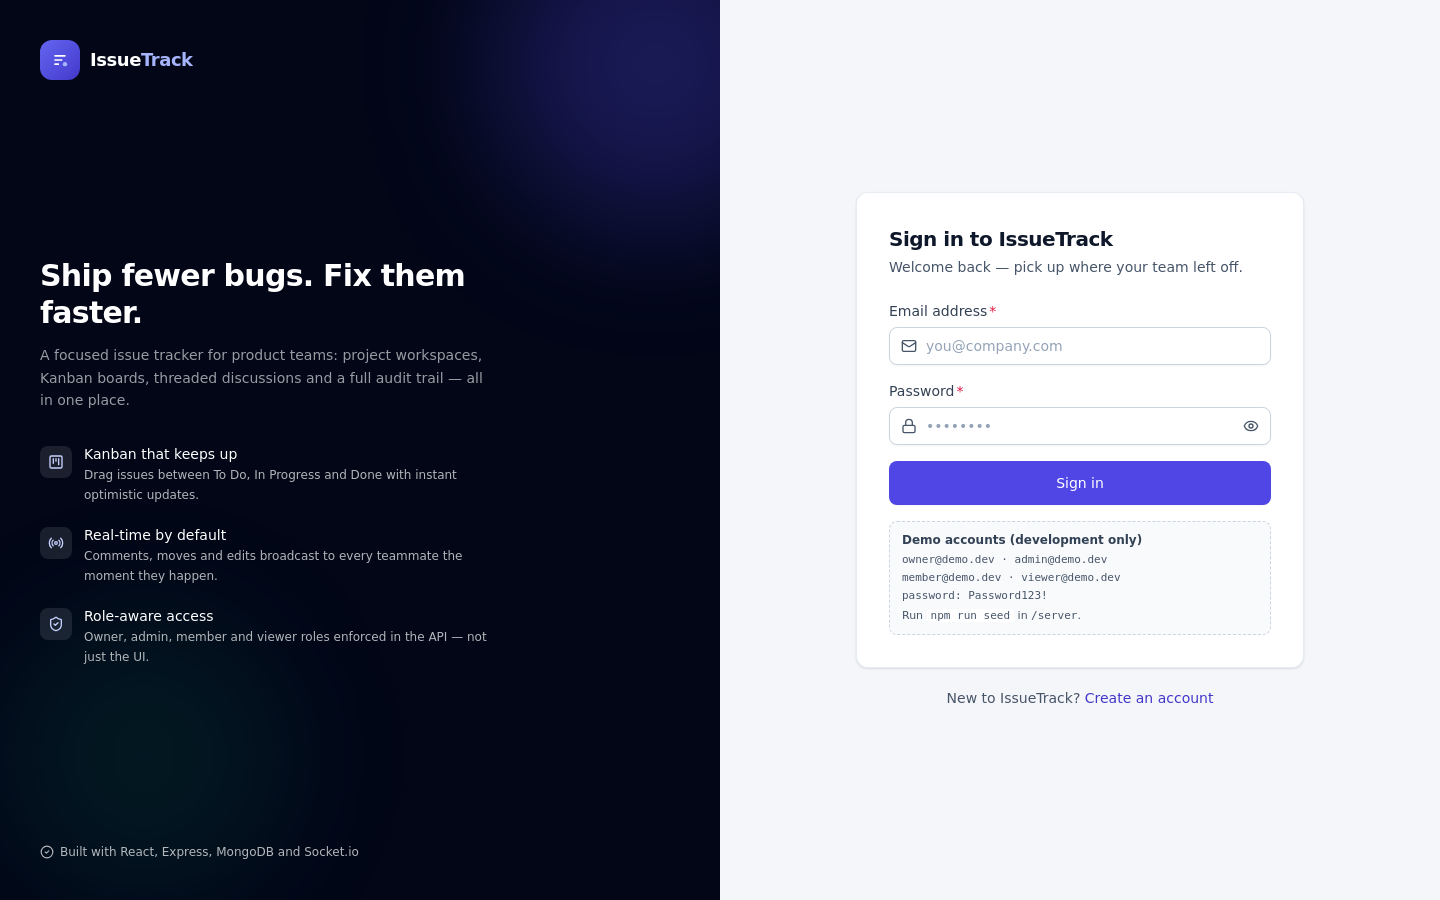 IssueTrack
Ship fewer bugs. Fix them
faster.
A focused issue tracker for product teams: project workspaces,
Kanban boards, threaded discussions and a full audit trail — all
in one place.
Kanban that keeps up
Drag issues between To Do, In Progress and Done with instant
optimistic updates.
Real-time by default
Comments, moves and edits broadcast to every teammate the
moment they happen.
Role-aware access
Owner, admin, member and viewer roles enforced in the API — not
just the UI.
Built with React, Express, MongoDB and Socket.io
Sign in to IssueTrack
Welcome back — pick up where your team left off.
Email address*
you@company.com
Password*
••••••••
Sign in
Demo accounts (development only)
owner@demo.dev · admin@demo.dev
member@demo.dev · viewer@demo.dev
password: Password123!
Run npm run seed in /server.
New to IssueTrack? Create an account